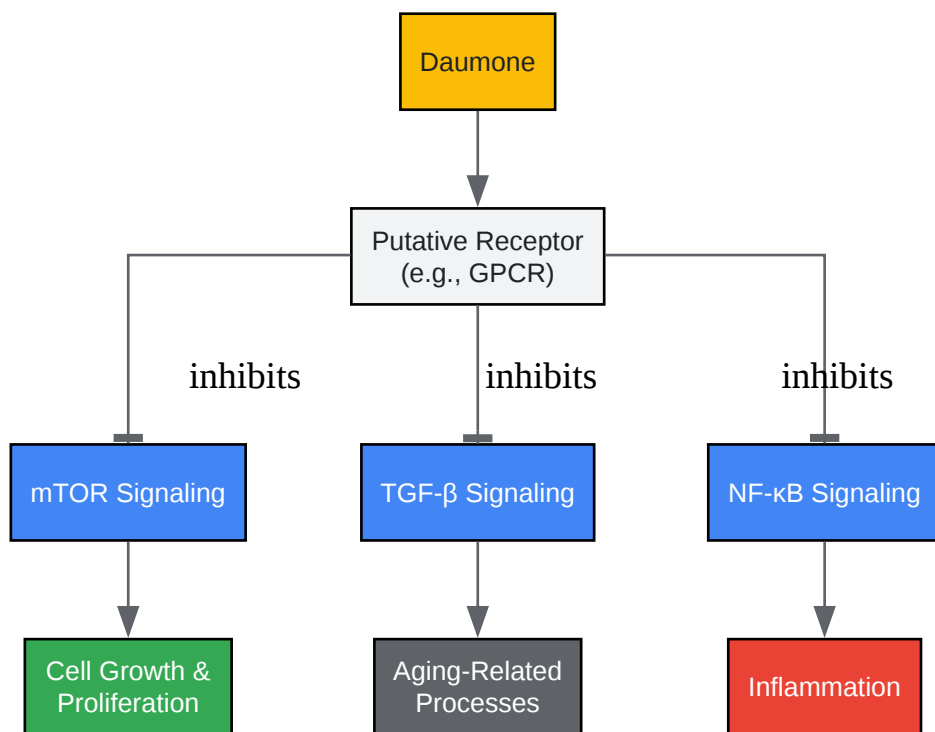 Daumone
Putative Receptor
(e.g., GPCR)
inhibits
inhibits
inhibits
mTOR Signaling
TGF-β Signaling
NF-κB Signaling
Cell Growth &
Proliferation
Aging-Related
Processes
Inflammation